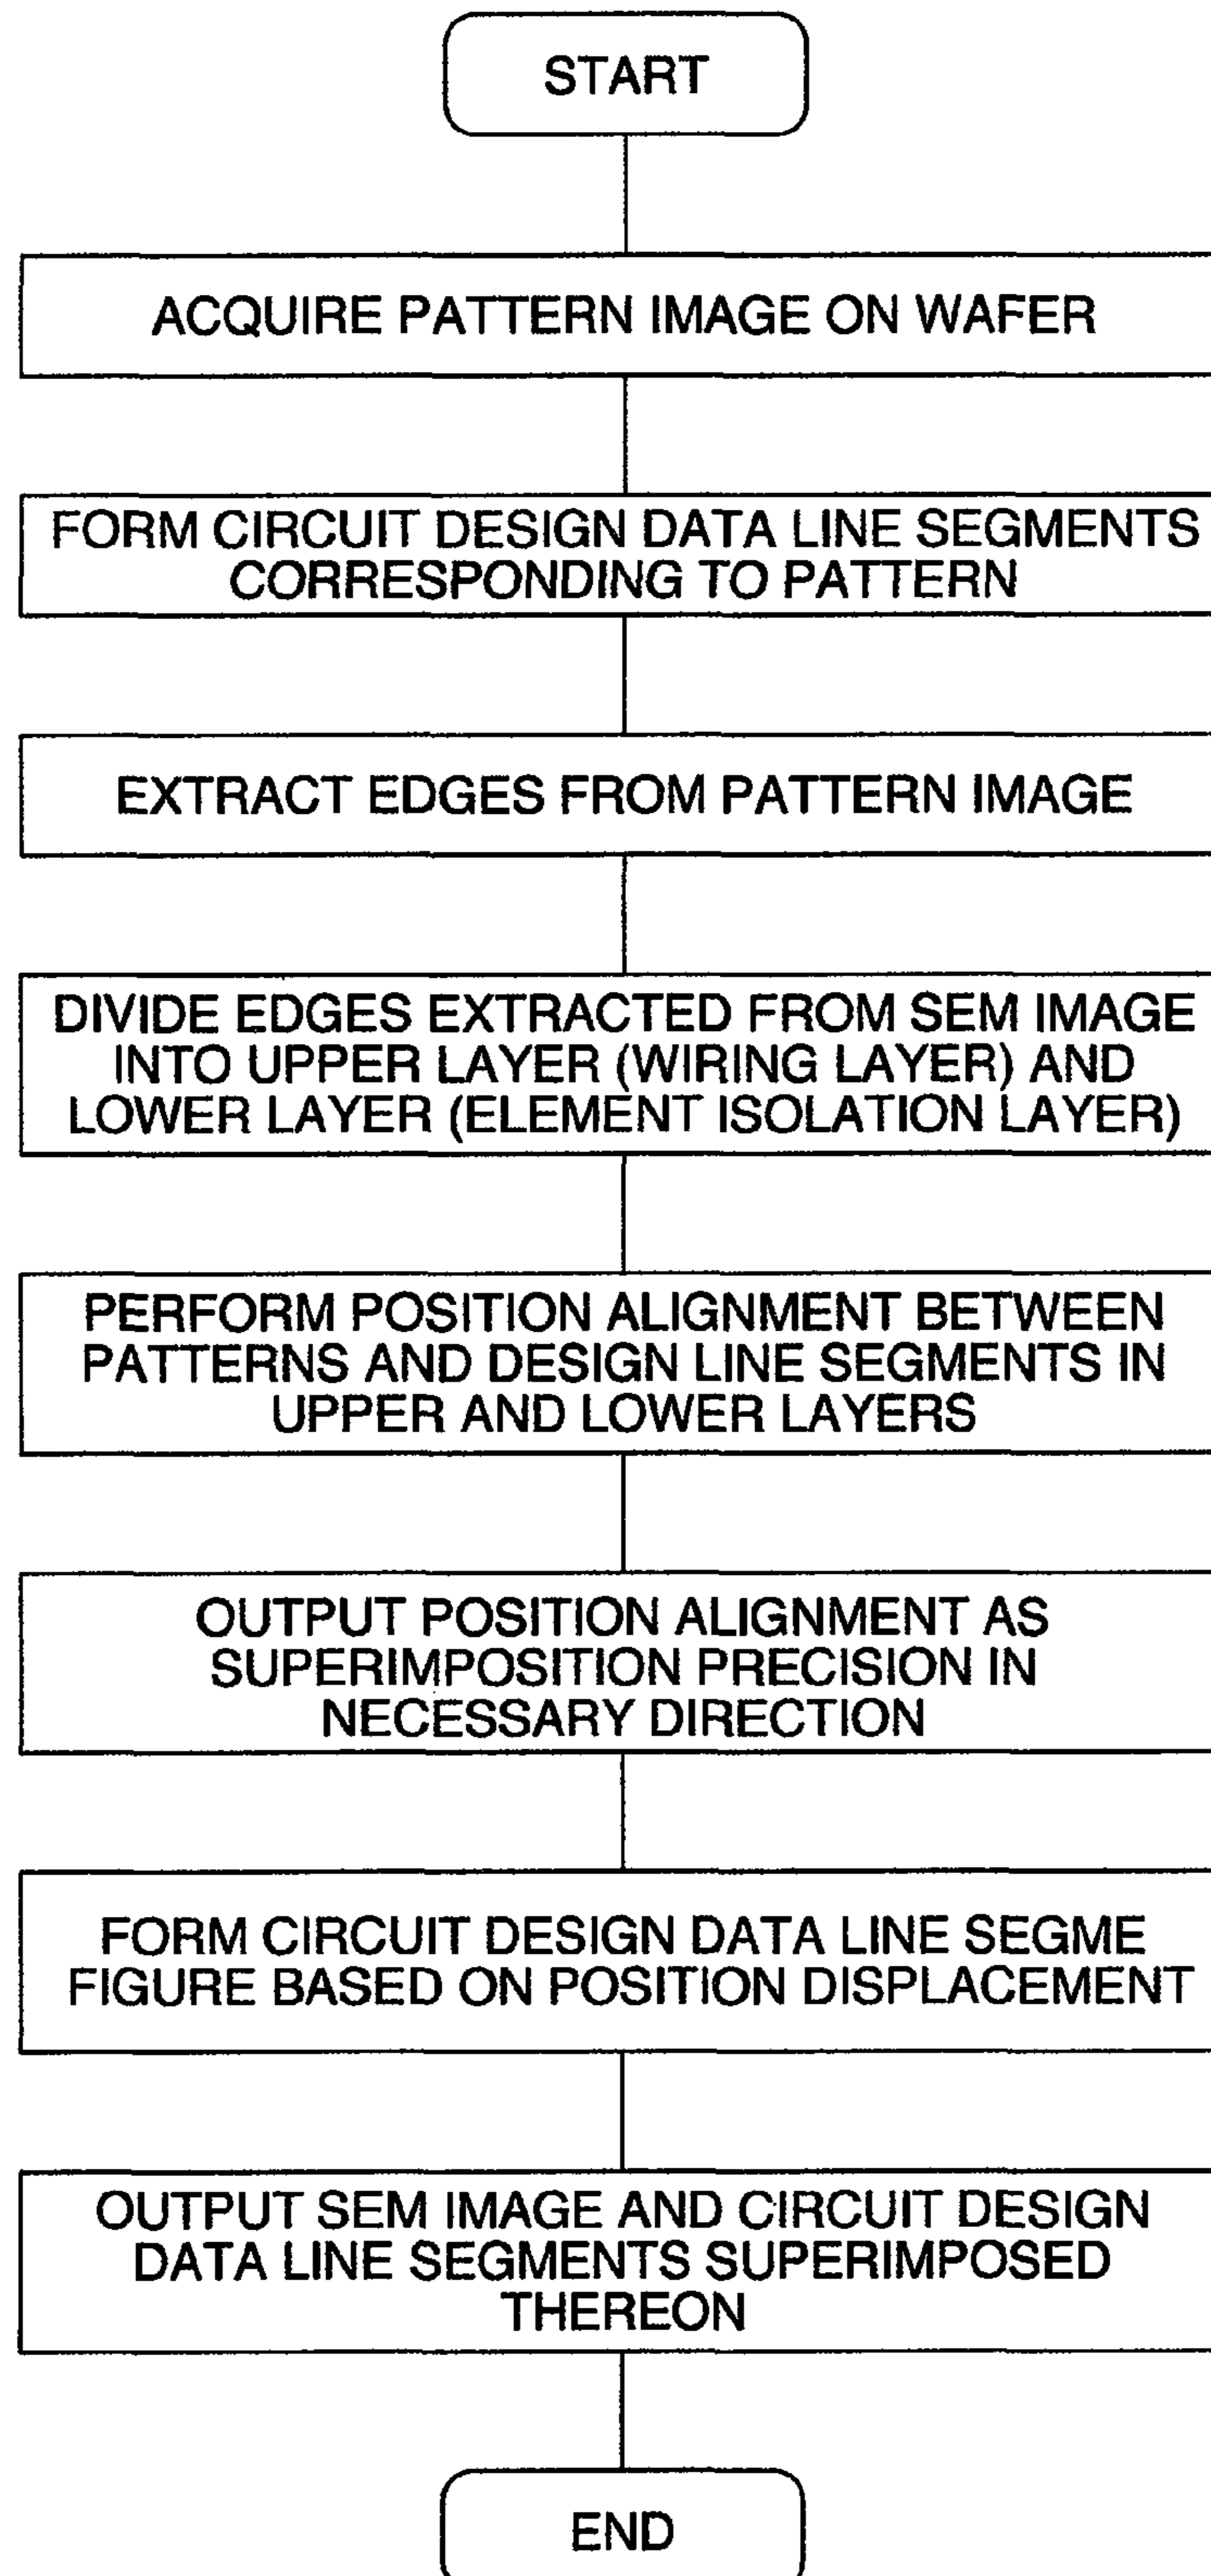 START
ACQUIRE PATTERN IMAGE ON WAFER
FORM CIRCUIT DESIGN DATA LINE SEGMENTS
CORRESPONDING TO PATTERN
EXTRACT EDGES FROM PATTERN IMAGE
DIVIDE EDGES EXTRACTED FROM SEM IMAGE
INTO UPPER LAYER (WIRING LAYER) AND
LOWER LAYER (ELEMENT ISOLATION LAYER)
PERFORM POSITION ALIGNMENT BETWEEN
PATTERNS AND DESIGN LINE SEGMENTS IN
UPPER AND LOWER LAYERS
OUTPUT POSITION ALIGNMENT AS
SUPERIMPOSITION PRECISION IN
NECESSARY DIRECTION
FORM CIRCUIT DESIGN DATA LINE SEGME
FIGURE BASED ON POSITION DISPLACEMENT
OUTPUT SEM IMAGE AND CIRCUIT DESIGN
DATA LINE SEGMENTS SUPERIMPOSED
THEREON
END